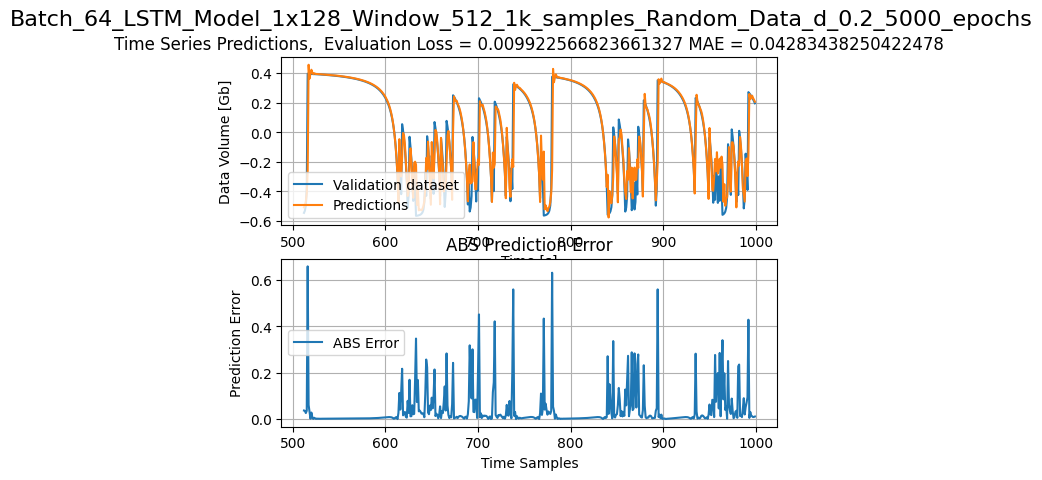 Batch_64_LSTM_Model_1x128_Window_512_1k_samples_Random_Data_d_0.2_5000_epochs
Time Series Predictions,  Evaluation Loss = 0.009922566823661327 MAE = 0.04283438250422478
Data Volume [Gb]
0.4
0.2
0.0
−0.2
−0.4
−0.6
Validation dataset
Predictions
500 600 700 800 900 1000
Time [s]
ABS Prediction Error
Prediction Error
0.6
0.4
0.2
0.0
ABS Error
500 600 700 800 900 1000
Time Samples